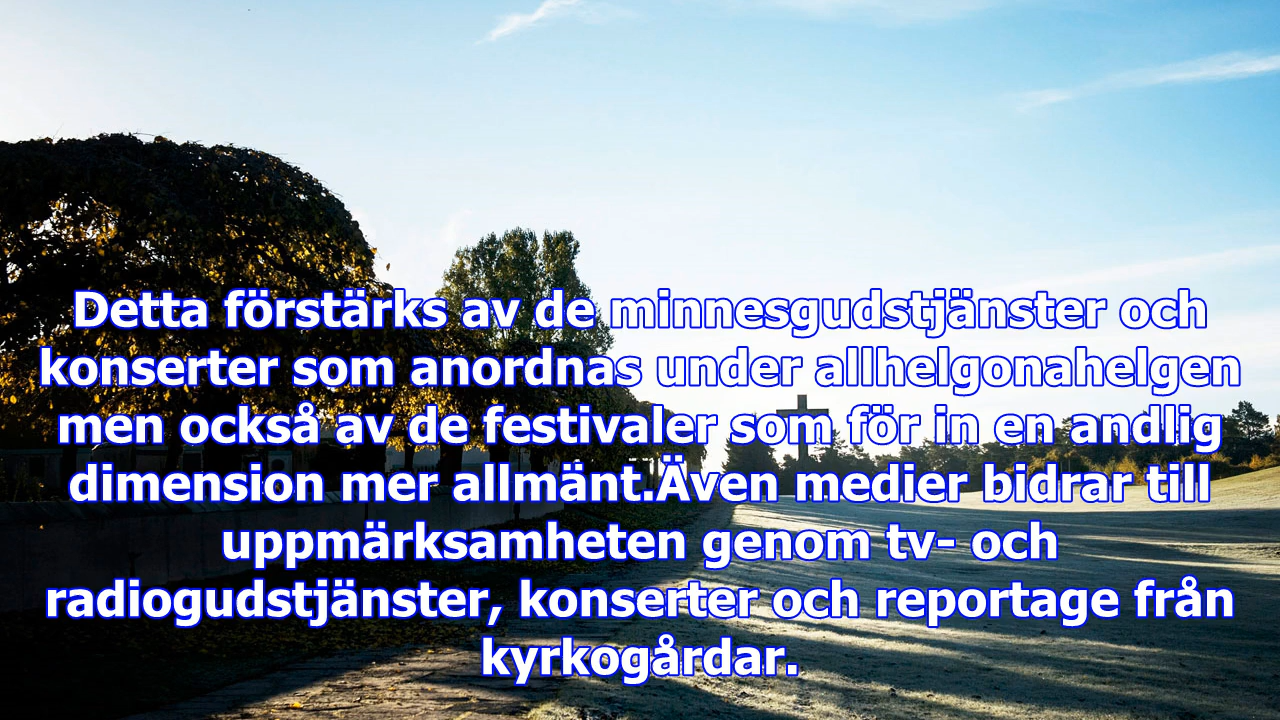 Detta förstärks av de minnesgudstjänster och
konserter som anordnas under allhelgonahelgen
men också av de festivaler som för in en andlig
dimension mer allmänt.Även medier bidrar till
uppmärksamheten genom tv- och
radiogudstjänster, konserter och reportage från
kyrkogårdar.